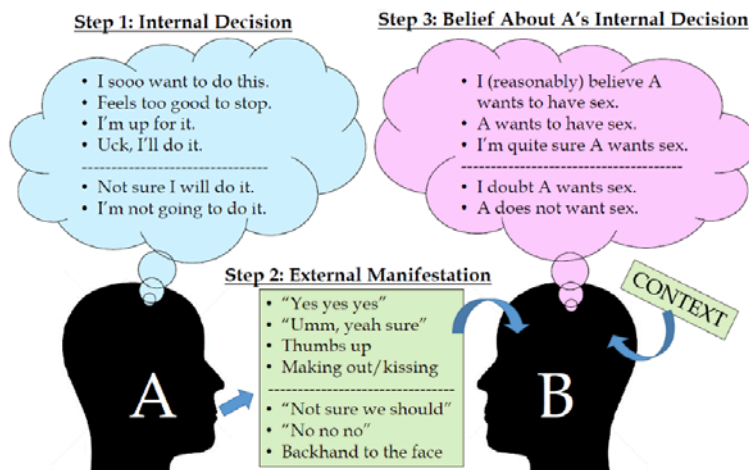 Step 1: Internal Decision
• I sooo want to do this.
• Feels too good to stop.
• I'm up for it.
• Uck, I'll do it.
------------------------------------
• Not sure I will do it.
• I'm not going to do it.
Step 3: Belief About A's Internal Decision
• I (reasonably) believe A
wants to have sex.
• A wants to have sex.
• I'm quite sure A wants sex.
------------------------------------
• I doubt A wants sex.
• A does not want sex.
Step 2: External Manifestation
• "Yes yes yes"
• "Umm, yeah sure"
• Thumbs up
• Making out/kissing
------------------------------------
• "Not sure we should"
• "No no no"
• Backhand to the face
A
B
CONTEXT